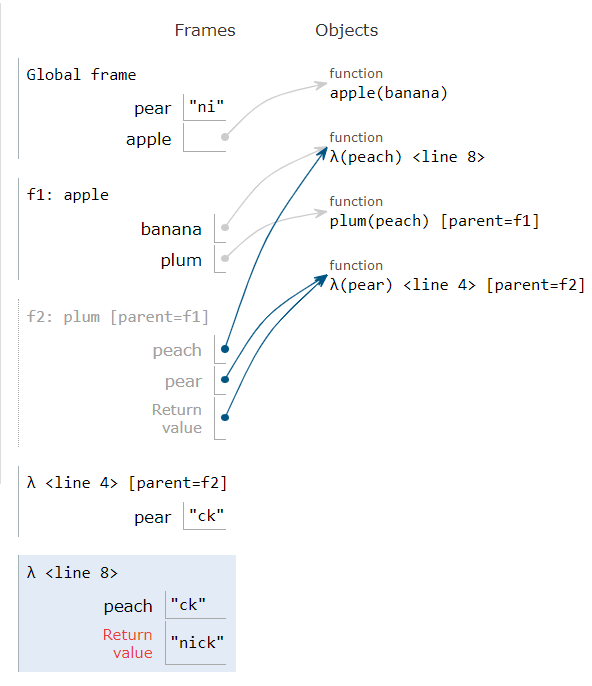 Frames Objects
Global frame
pear "ni"
apple
function
apple(banana)
function
λ(peach) <line 8>
f1: apple
banana
plum
function
plum(peach) [parent=f1]
function
λ(pear) <line 4> [parent=f2]
f2: plum [parent=f1]
peach
pear
Return
value
λ <line 4> [parent=f2]
pear "ck"
λ <line 8>
peach "ck"
Return
value "nick"